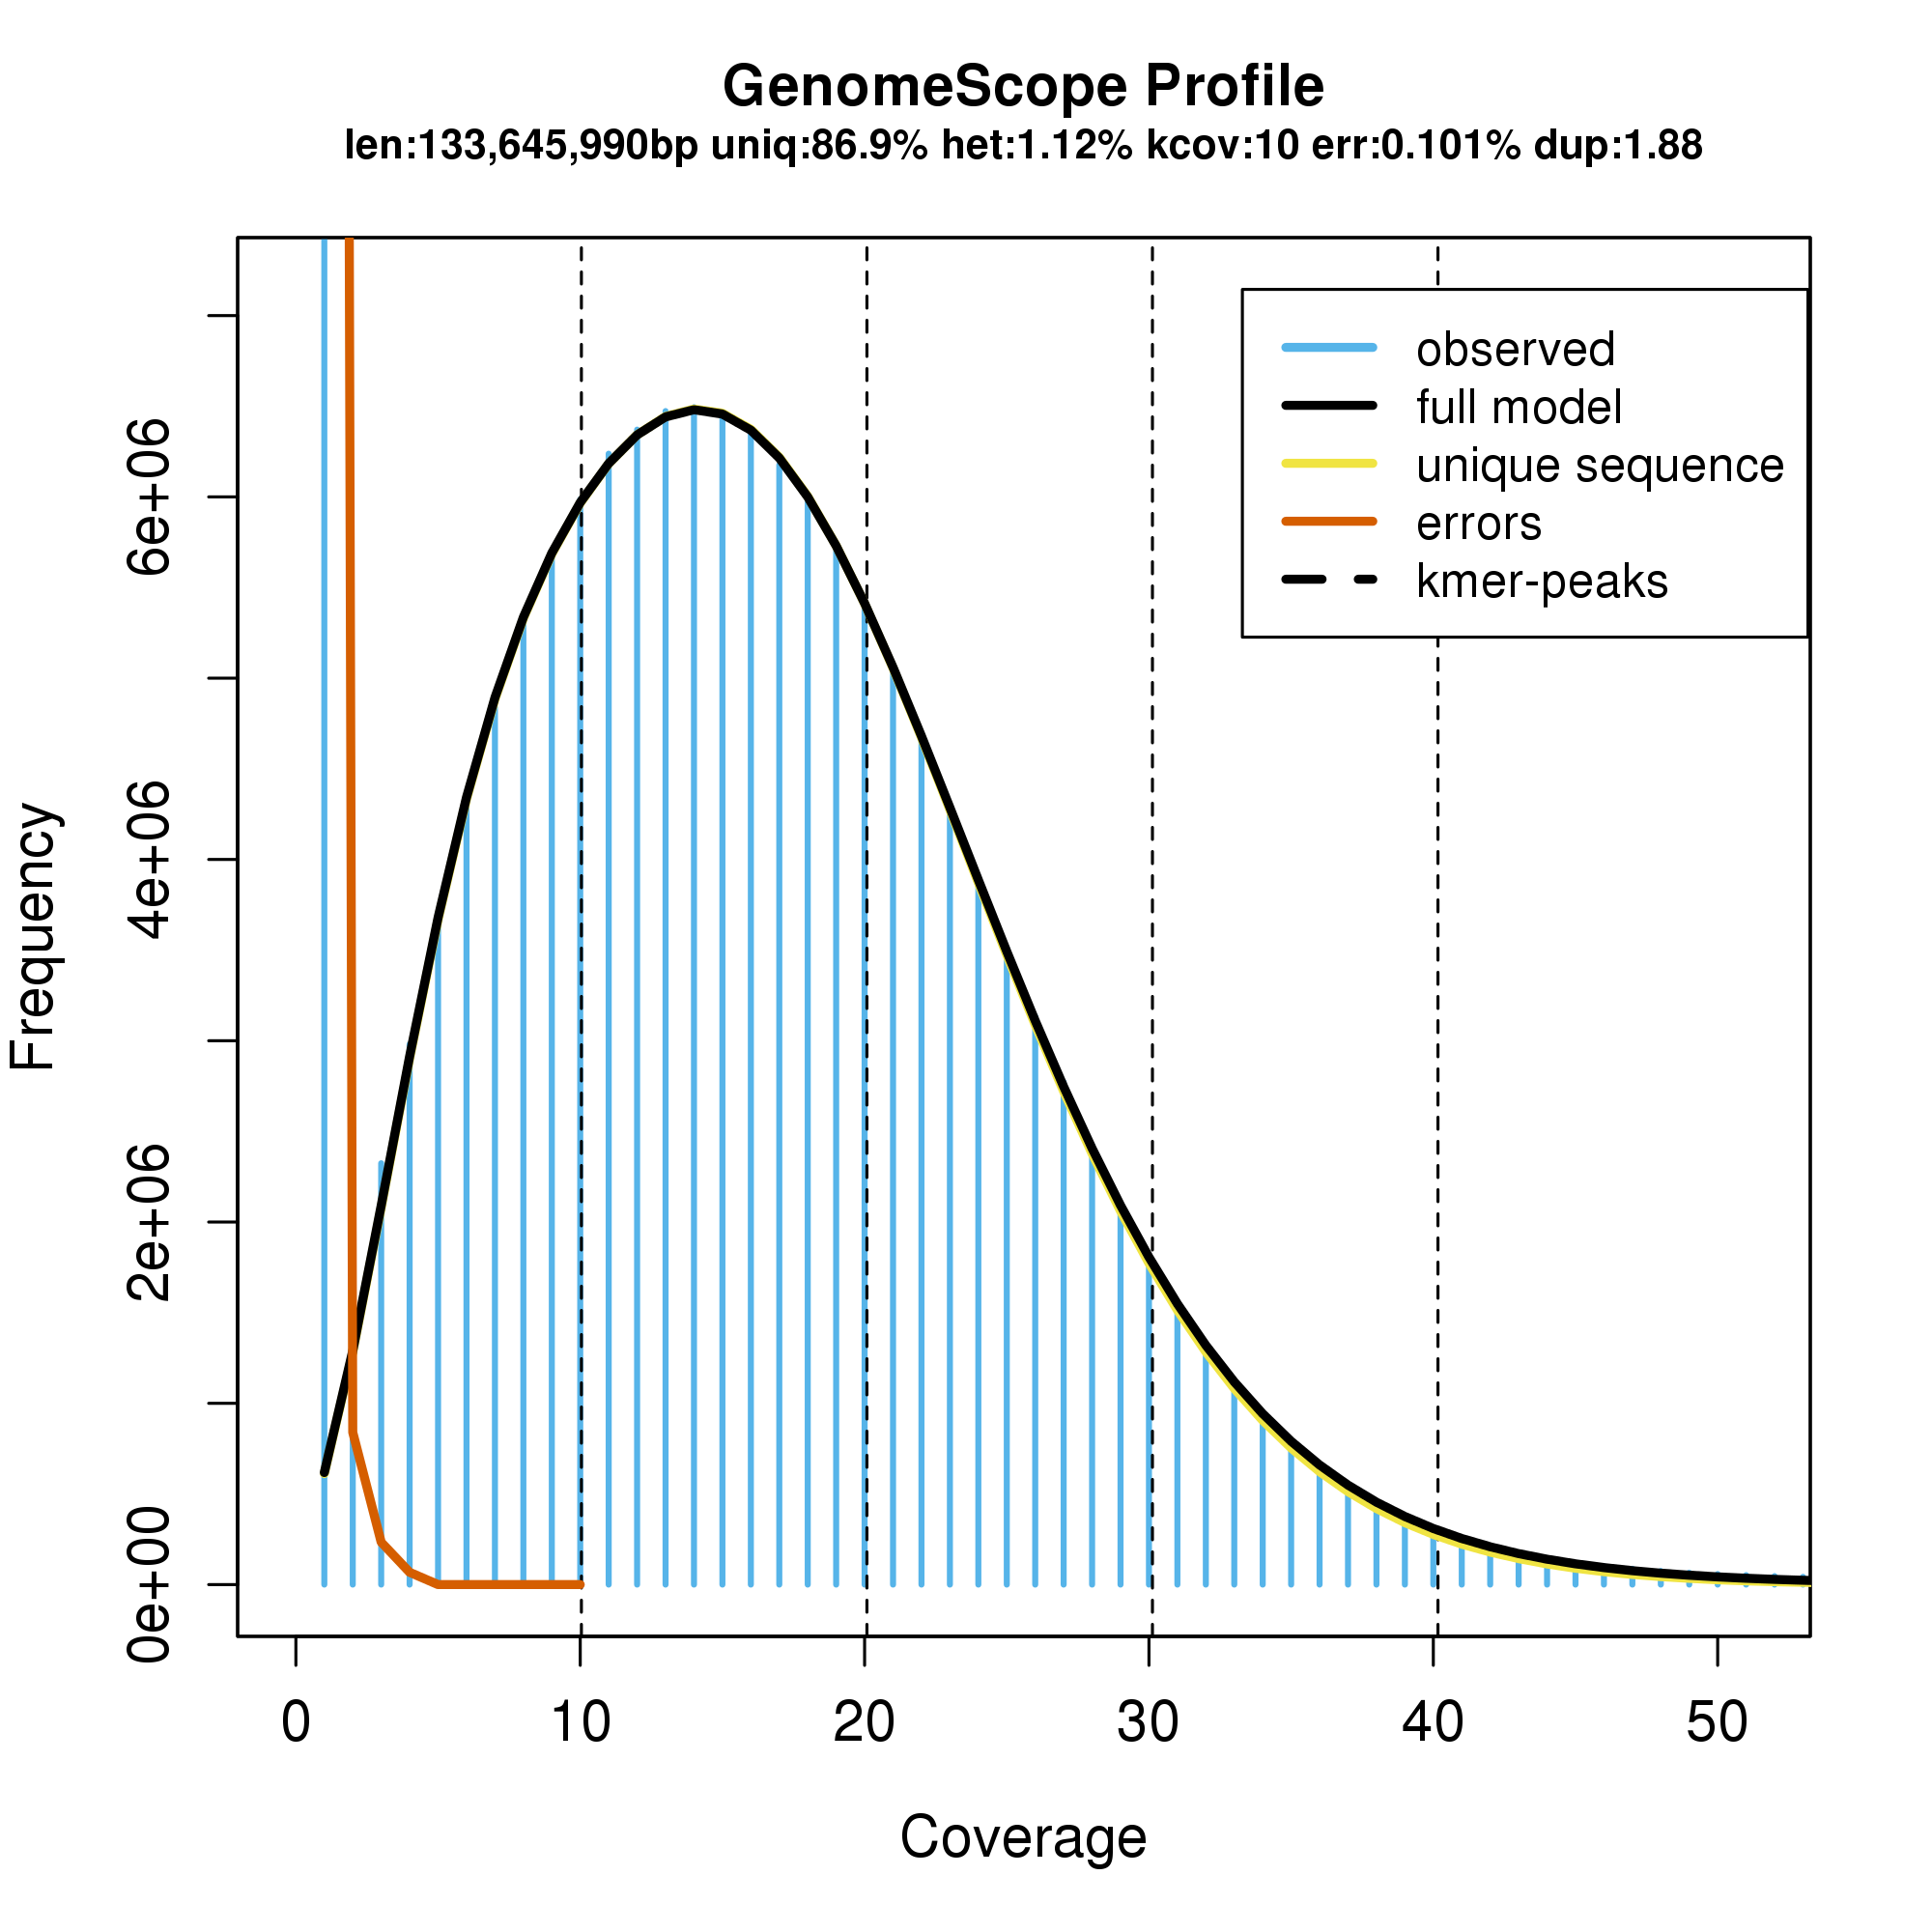 GenomeScope Profile
len:133,645,990bp uniq:86.9% het:1.12% kcov:10 err:0.101% dup:1.88
observed
full model
unique sequence
errors
kmer-peaks
Frequency
6e+06
4e+06
2e+06
0e+00
0 10 20 30 40 50
Coverage